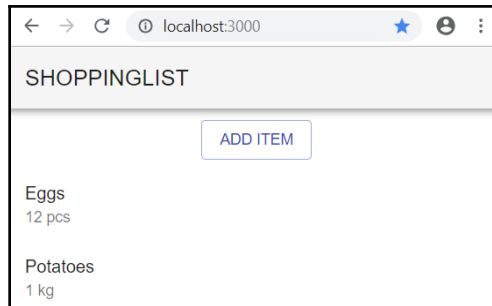 localhost:3000
SHOPPINGLIST
ADD ITEM
Eggs
12 pcs
Potatoes
1 kg